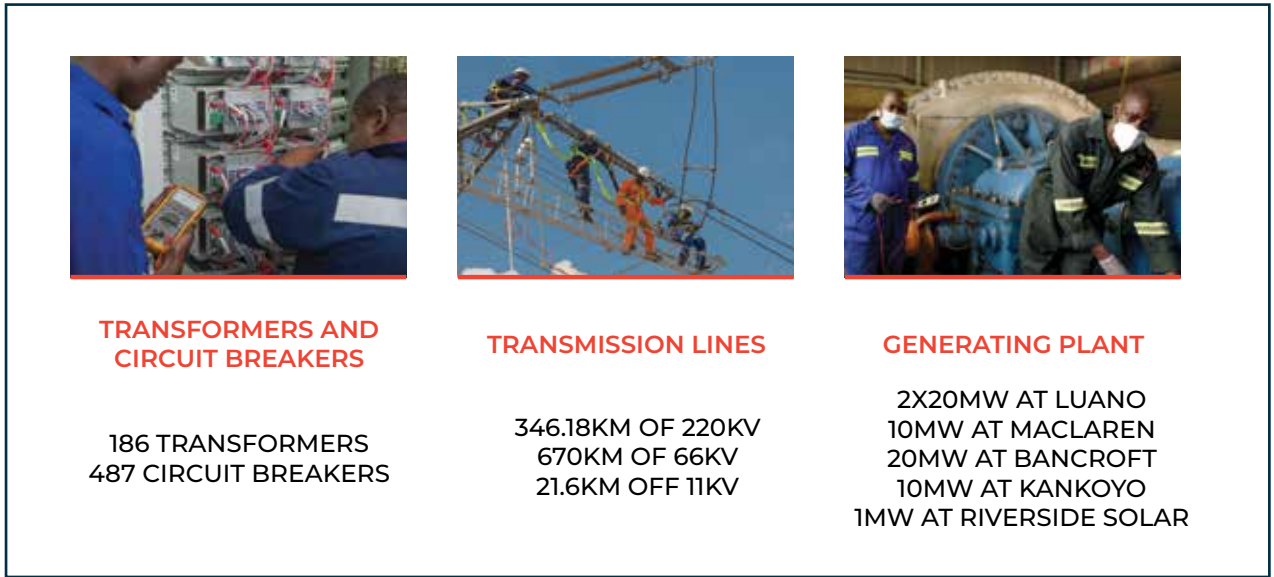 TRANSFORMERS AND
CIRCUIT BREAKERS
186 TRANSFORMERS
487 CIRCUIT BREAKERS
TRANSMISSION LINES
346.18KM OF 220KV
670KM OF 66KV
21.6KM OFF 11KV
GENERATING PLANT
2X20MW AT LUANO
10MW AT MACLAREN
20MW AT BANCROFT
10MW AT KANKOYO
1MW AT RIVERSIDE SOLAR